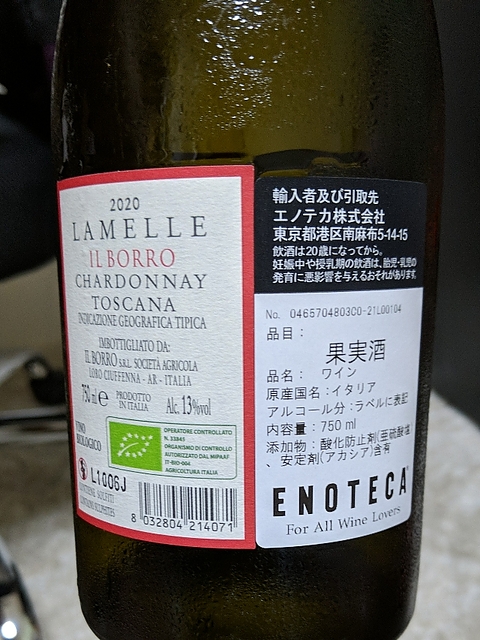 2020
LAMELLE
IL BORRO
CHARDONNAY
TOSCANA
INDICAZIONE GEOGRAFICA TIPICA
IMBOTTIGLIATO DA:
IL BORRO S.R.L. SOCIETÀ AGRICOLA
LORO CIUFFENNA - AR - ITALIA
750 ml e PRODOTTO IN ITALIA Alc. 13%vol
VINO BIOLOGICO
OPERATORE CONTROLLATO
N. 33845
ORGANISMO DI CONTROLLO
AUTORIZZATO DAL MIPAAF
IT-BIO-004
AGRICOLTURA ITALIA
L1006J
CONTIENE SOLFITI
CONTAINS SULPHITES
8 032804 214071
輸入者及び引取先
エノテカ株式会社
東京都港区南麻布5-14-15
飲酒は20歳になってから。
妊娠中や授乳期の飲酒は、胎児・乳児の
発育に悪影響を与えるおそれがあります。
No. 0465704803C0-21L00104
品目：
果実酒
品名： ワイン
原産国名：イタリア
アルコール分：ラベルに表記
内容量：750 ml
添加物：酸化防止剤(亜硫酸塩)
、安定剤(アカシア)含有
ENOTECA
For All Wine Lovers